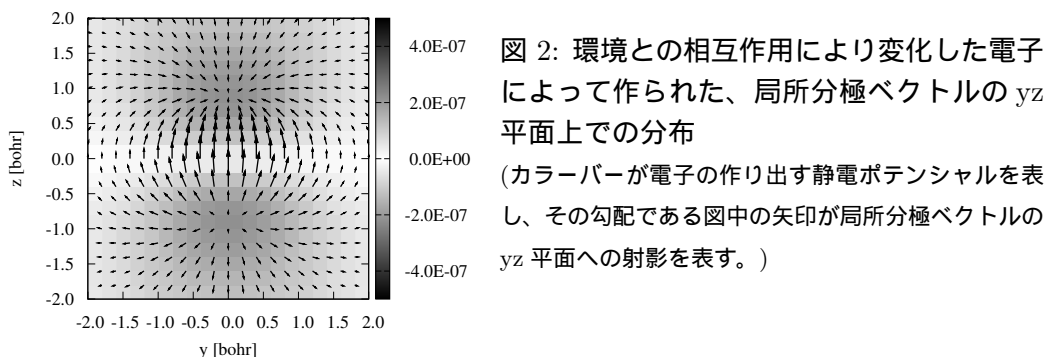 2.0
1.5
1.0
0.5
0.0
-0.5
-1.0
-1.5
-2.0
z [bohr]
-2.0 -1.5 -1.0 -0.5 0.0 0.5 1.0 1.5 2.0
y [bohr]
4.0E-07
2.0E-07
0.0E+00
-2.0E-07
-4.0E-07
図 2: 環境との相互作用により変化した電子
によって作られた、局所分極ベクトルの yz
平面上での分布
(カラーバーが電子の作り出す静電ポテンシャルを表
し、その勾配である図中の矢印が局所分極ベクトルの
yz 平面への射影を表す。)